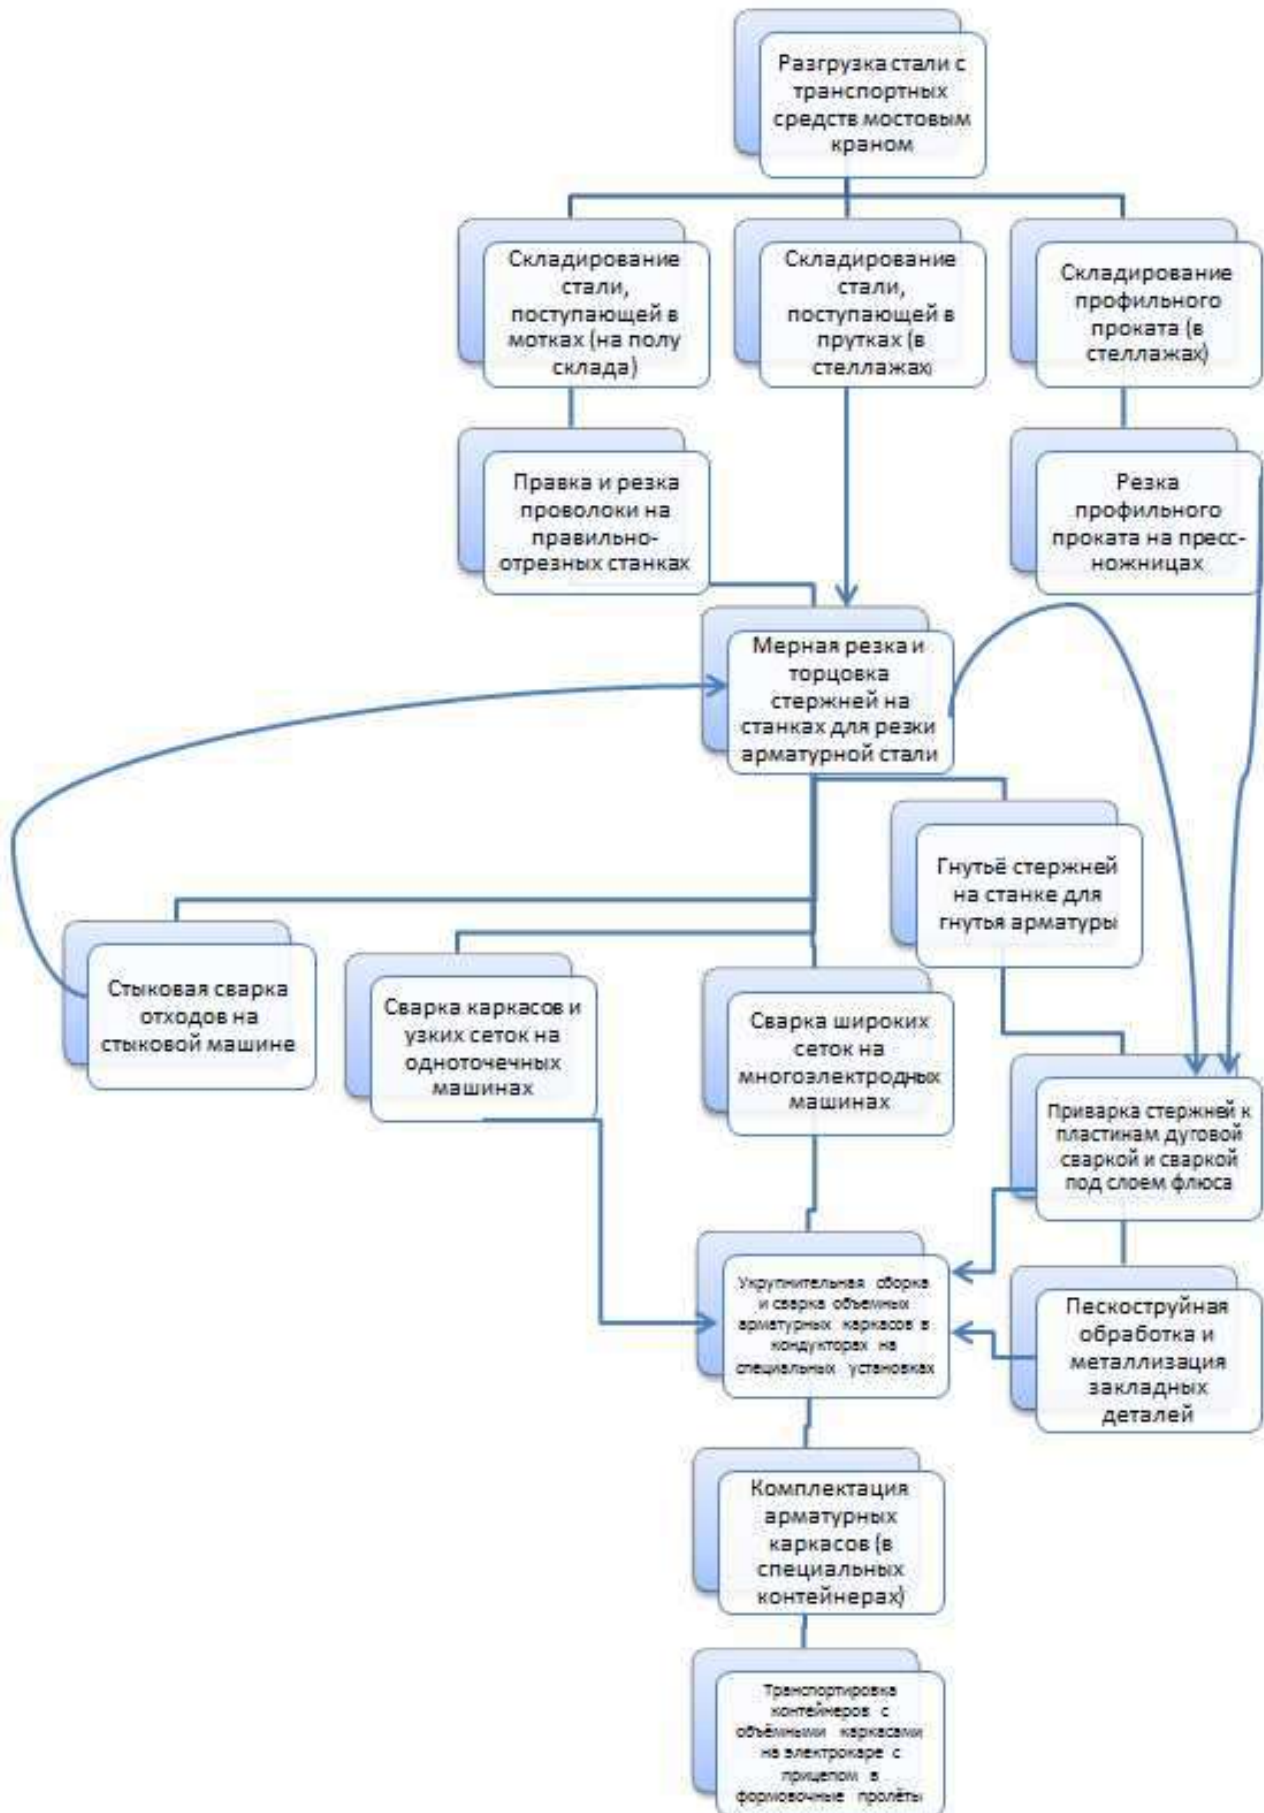 Разгрузка стали с
транспортных
средств мостовым
краном
Складирование
стали,
поступающей в
мотках (на полу
склада)
Складирование
стали,
поступающей в
прутках (в
стеллажах)
Складирование
профильного
проката (в
стеллажах)
Правка и резка
проволоки на
правильно-
отрезных станках
Резка
профильного
проката на пресс-
ножницах
Мерная резка и
торцовка
стержней на
станках для резки
арматурной стали
Гнутьё стержней
на станке для
гнутья арматуры
Стыковая сварка
отходов на
стыковой машине
Сварка каркасов и
узких сеток на
одноточечных
машинах
Сварка широких
сеток на
многоэлектродных
машинах
Приварка стержней к
пластинам дуговой
сваркой и сваркой
под слоем флюса
Укрупнительная сборка
и сварка объемных
арматурных каркасов в
кондукторах на
специальных установках
Пескоструйная
обработка и
металлизация
закладных
деталей
Комплектация
арматурных
каркасов (в
специальных
контейнерах)
Транспортировка
контейнеров с
объёмными каркасами
на электрокаре с
прицепом в
формовочные пролёты